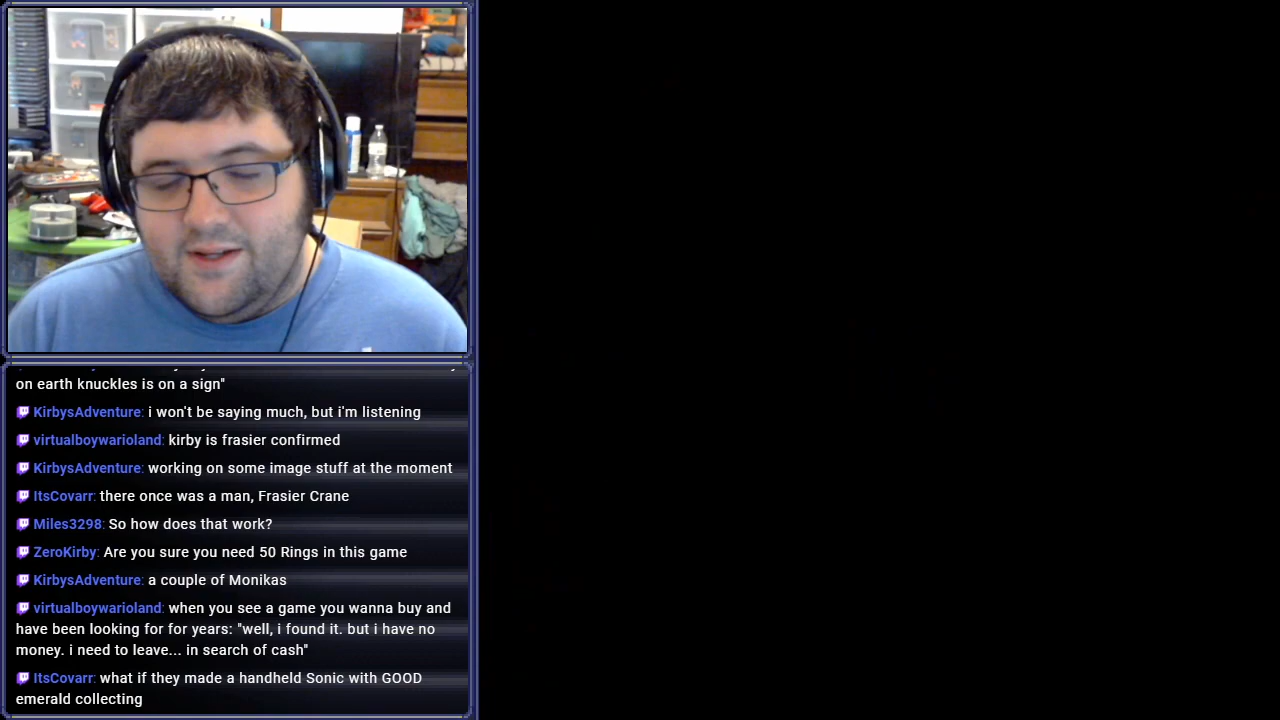 on earth knuckles is on a sign"
KirbysAdventure: i won't be saying much, but i'm listening
virtualboywarioland: kirby is frasier confirmed
KirbysAdventure: working on some image stuff at the moment
ItsCovarr: there once was a man, Frasier Crane
Miles3298: So how does that work?
ZeroKirby: Are you sure you need 50 Rings in this game
KirbysAdventure: a couple of Monikas
virtualboywarioland: when you see a game you wanna buy and
have been looking for for years: "well, i found it. but i have no
money. i need to leave... in search of cash"
ItsCovarr: what if they made a handheld Sonic with GOOD
emerald collecting